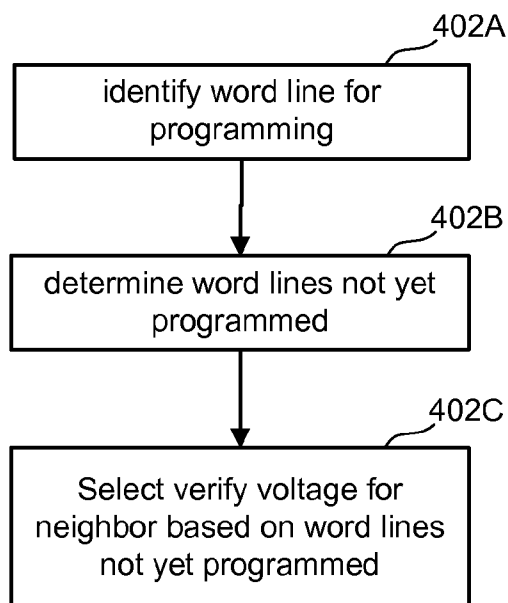 402A
identify word line for
programming
402B
determine word lines not yet
programmed
402C
Select verify voltage for
neighbor based on word lines
not yet programmed